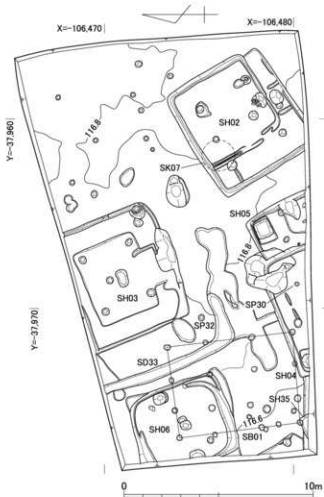 X=-106,470
X=-106,480
Y=-37,960
116.8
SH02
SK07
SH05
116.8
SH03
SP30
Y=-37,970
SP32
SD33
SH04
SH35
SH06
116.6
SB01
0 10m